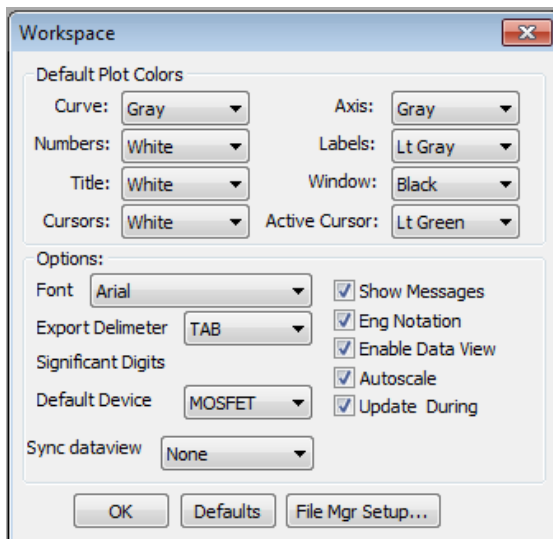 Workspace
Default Plot Colors
Curve: Gray Axis: Gray
Numbers: White Labels: Lt Gray
Title: White Window: Black
Cursors: White Active Cursor: Lt Green
Options:
Font Arial Show Messages
Export Delimeter TAB Eng Notation
Significant Digits Enable Data View
Autoscale
Default Device MOSFET Update During
Sync dataview None
OK Defaults File Mgr Setup...